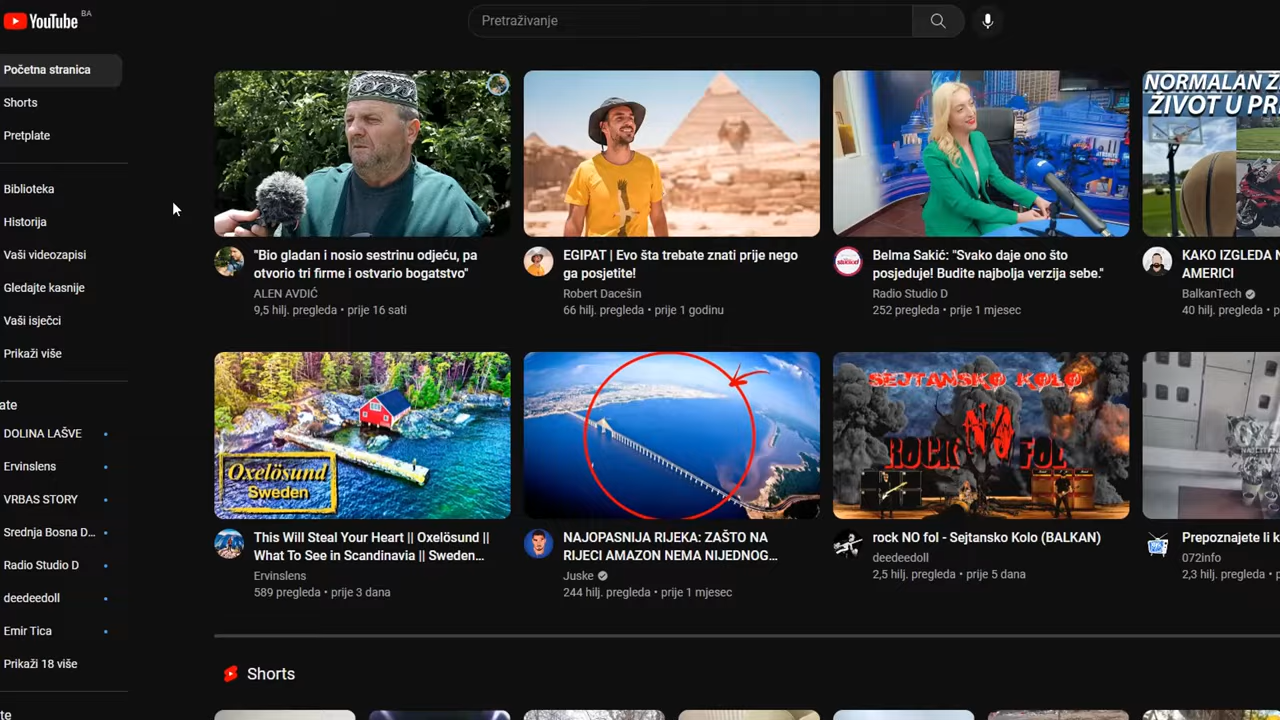 YouTube BA
Pretraživanje
Početna stranica
Shorts
Pretplate
Biblioteka
Historija
Vaši videozapisi
Gledajte kasnije
Vaši isječci
Prikaži više
ate
DOLINA LAŠVE
Ervinslens
VRBAS STORY
Srednja Bosna D...
Radio Studio D
deedeedoll
Emir Tica
Prikaži 18 više
te
"Bio gladan i nosio sestrinu odjeću, pa
otvorio tri firme i ostvario bogatstvo"
ALEN AVDIĆ
9,5 hilj. pregleda • prije 16 sati
EGIPAT | Evo šta trebate znati prije nego
ga posjetite!
Robert Dacešin
66 hilj. pregleda • prije 1 godinu
Belma Sakić: "Svako daje ono što
posjeduje! Budite najbolja verzija sebe."
Radio Studio D
252 pregleda • prije 1 mjesec
NORMALAN Ž
ŽIVOT U PR
KAKO IZGLEDA N
AMERICI
BalkanTech
40 hilj. pregleda • p
Oxelösund
Sweden
This Will Steal Your Heart || Oxelösund ||
What To See in Scandinavia || Sweden...
Ervinslens
589 pregleda • prije 3 dana
NAJOPASNIJA RIJEKA: ZAŠTO NA
RIJECI AMAZON NEMA NIJEDNOG...
Juske
244 hilj. pregleda • prije 1 mjesec
SEJTANSKO KOLO
ROCK NO FOL
rock NO fol - Sejtansko Kolo (BALKAN)
deedeedoll
2,5 hilj. pregleda • prije 5 dana
Prepoznajete li k
072info
2,3 hilj. pregleda • p
Shorts